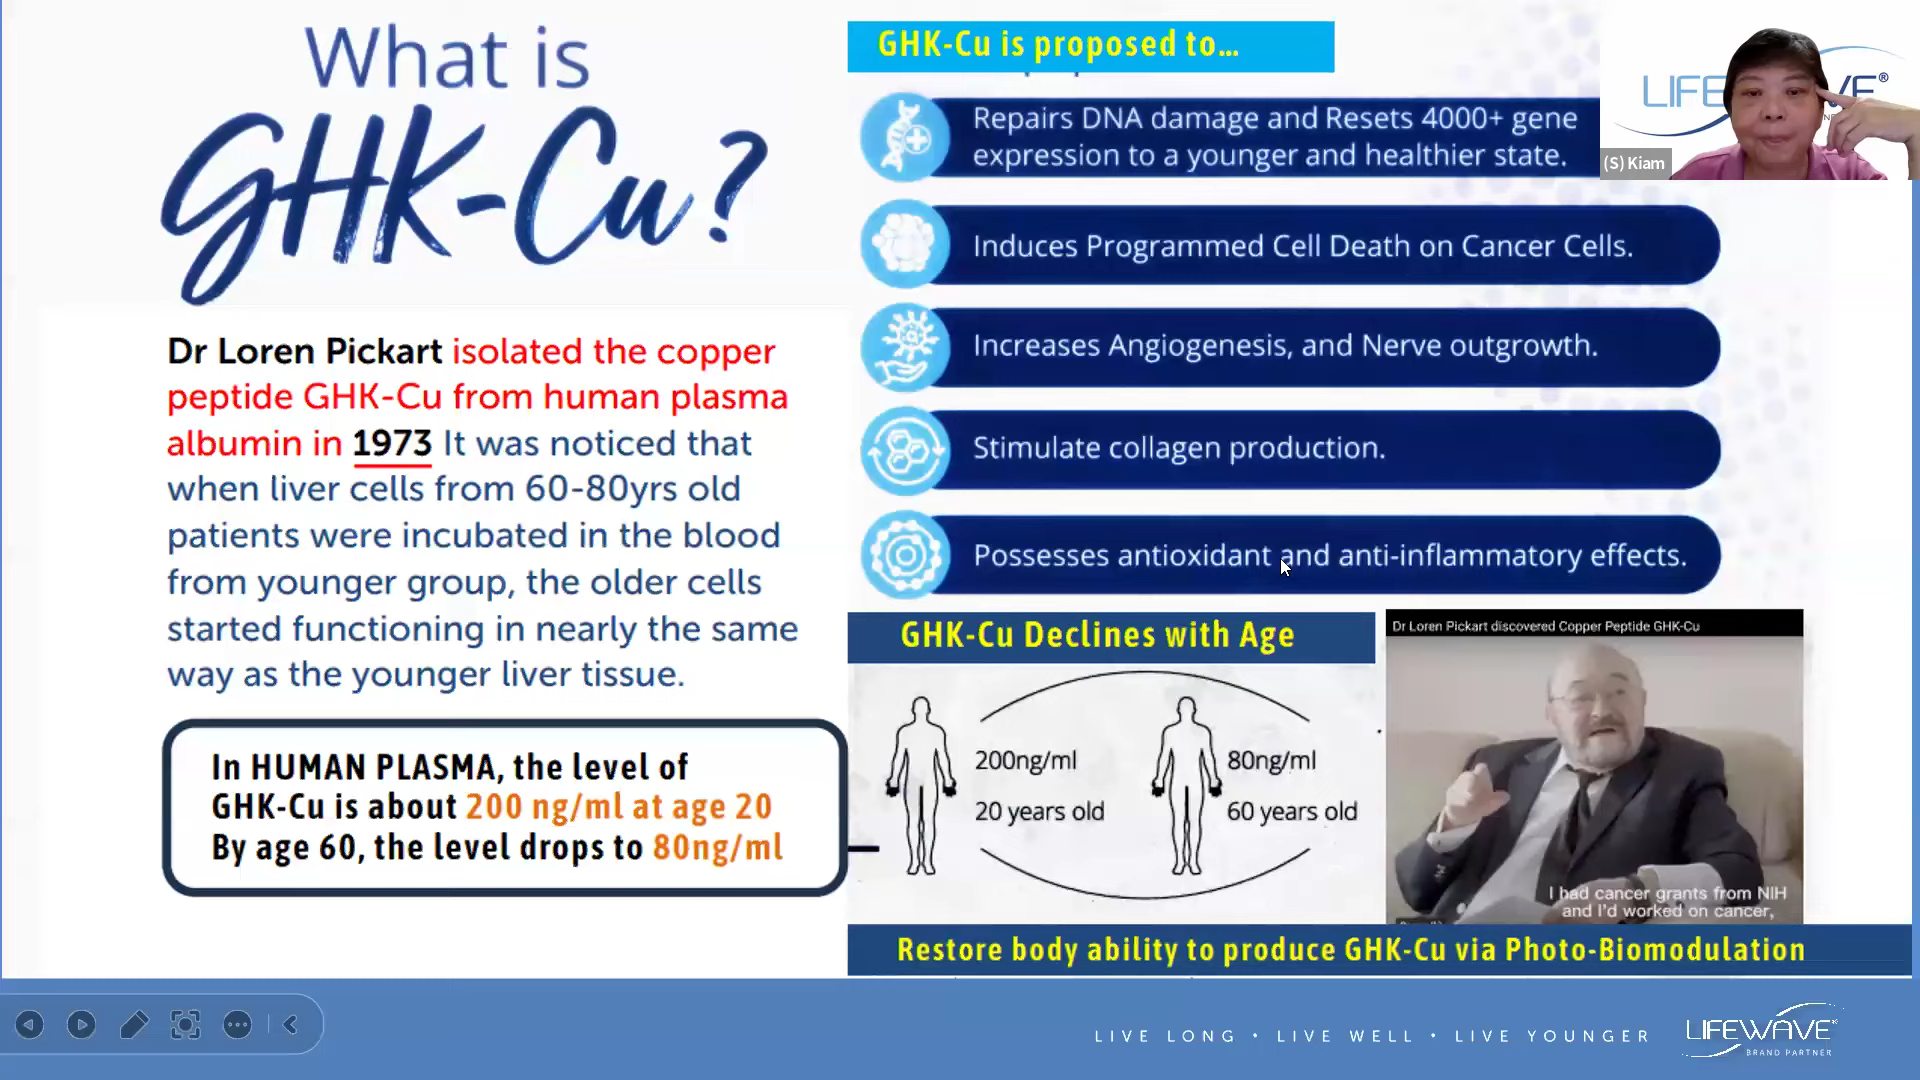 What is
GHK-Cu?
Dr Loren Pickart isolated the copper
peptide GHK-Cu from human plasma
albumin in 1973 It was noticed that
when liver cells from 60-80yrs old
patients were incubated in the blood
from younger group, the older cells
started functioning in nearly the same
way as the younger liver tissue.
In HUMAN PLASMA, the level of
GHK-Cu is about 200 ng/ml at age 20
By age 60, the level drops to 80ng/ml
GHK-Cu is proposed to...
Repairs DNA damage and Resets 4000+ gene
expression to a younger and healthier state.
Induces Programmed Cell Death on Cancer Cells.
Increases Angiogenesis, and Nerve outgrowth.
Stimulate collagen production.
Possesses antioxidant and anti-inflammatory effects.
GHK-Cu Declines with Age
200ng/ml
20 years old
80ng/ml
60 years old
Dr Loren Pickart discovered Copper Peptide GHK-Cu
I had cancer grants from NIH
and I'd worked on cancer,
Restore body ability to produce GHK-Cu via Photo-Biomodulation
(S) Kiam
LIVE LONG • LIVE WELL • LIVE YOUNGER
LIFEWAVE®
BRAND PARTNER